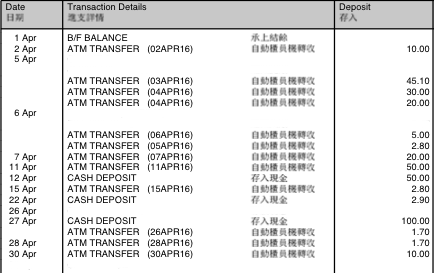 Date Transaction Details Deposit
日期 進支詳情 存入
1 Apr B/F BALANCE 承上結餘
2 Apr ATM TRANSFER (02APR16) 自動櫃員機轉收 10.00
5 Apr
ATM TRANSFER (03APR16) 自動櫃員機轉收 45.10
ATM TRANSFER (04APR16) 自動櫃員機轉收 30.00
ATM TRANSFER (04APR16) 自動櫃員機轉收 20.00
6 Apr
ATM TRANSFER (06APR16) 自動櫃員機轉收 5.00
ATM TRANSFER (05APR16) 自動櫃員機轉收 2.80
7 Apr ATM TRANSFER (07APR16) 自動櫃員機轉收 20.00
11 Apr ATM TRANSFER (11APR16) 自動櫃員機轉收 50.00
12 Apr CASH DEPOSIT 存入現金 50.00
15 Apr ATM TRANSFER (15APR16) 自動櫃員機轉收 2.80
22 Apr CASH DEPOSIT 存入現金 2.90
26 Apr
27 Apr CASH DEPOSIT 存入現金 100.00
ATM TRANSFER (26APR16) 自動櫃員機轉收 1.70
28 Apr ATM TRANSFER (28APR16) 自動櫃員機轉收 1.70
30 Apr ATM TRANSFER (30APR16) 自動櫃員機轉收 10.00